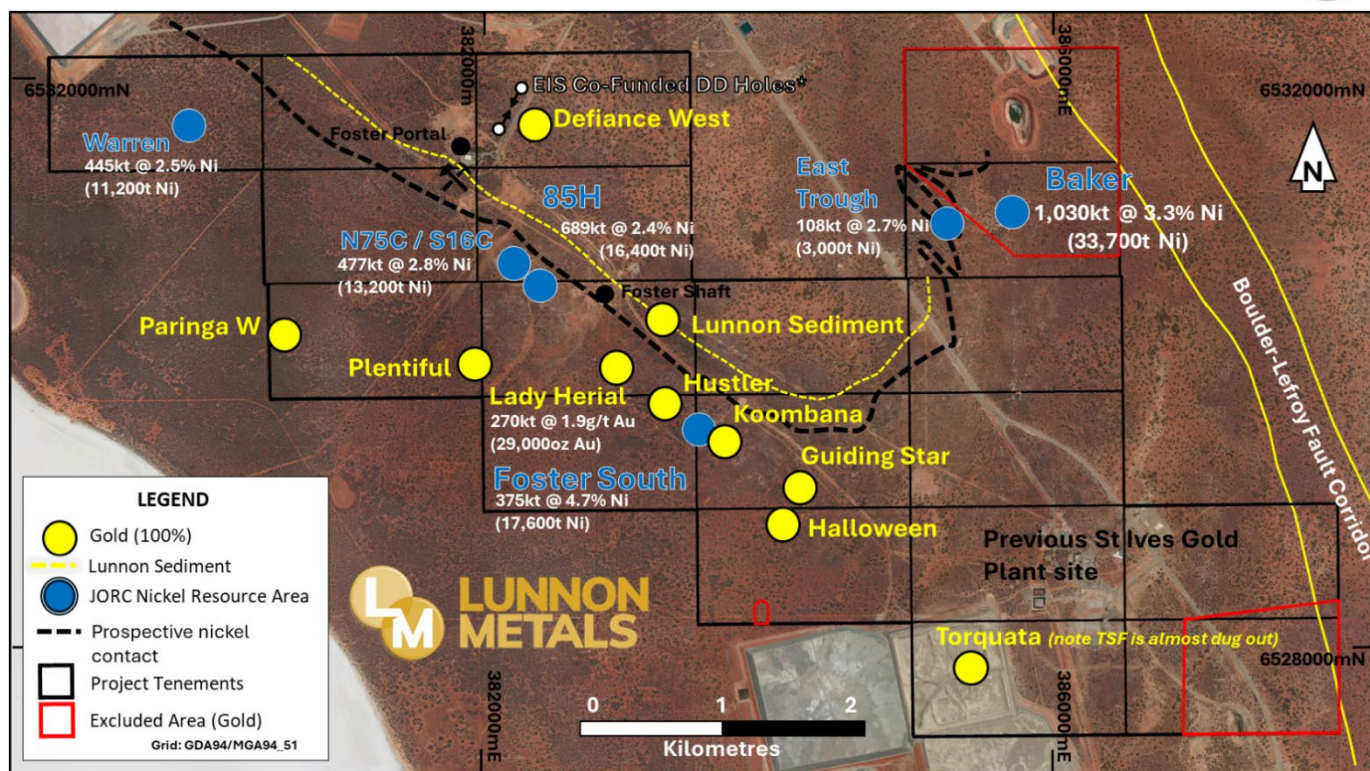 382000m
386000mE
6532000mN
6532000mN
EIS Co-Funded DD Holes*
Defiance West
Foster Portal
Warren
445kt @ 2.5% Ni
(11,200t Ni)
85H
689kt @ 2.4% Ni
(16,400t Ni)
East
Trough
108kt @ 2.7% Ni
(3,000t Ni)
Baker
1,030kt @ 3.3% Ni
(33,700t Ni)
N
N75C / S16C
477kt @ 2.8% Ni
(13,200t Ni)
Foster Shaft
Boulder-Lefroy Fault Corridor
Paringa W
Lunnon Sediment
Plentiful
Lady Herial
270kt @ 1.9g/t Au
(29,000oz Au)
Hustler
Koombana
Guiding Star
Foster South
375kt @ 4.7% Ni
(17,600t Ni)
Halloween
Previous St Ives Gold
Plant site
LEGEND
Gold (100%)
Lunnon Sediment
JORC Nickel Resource Area
Prospective nickel
contact
Project Tenements
Excluded Area (Gold)
Grid: GDA94/MGA94_51
LM
LUNNON
METALS
Torquata (note TSF is almost dug out)
6528000mN
382000mE
386000mE
0 1 2
Kilometres